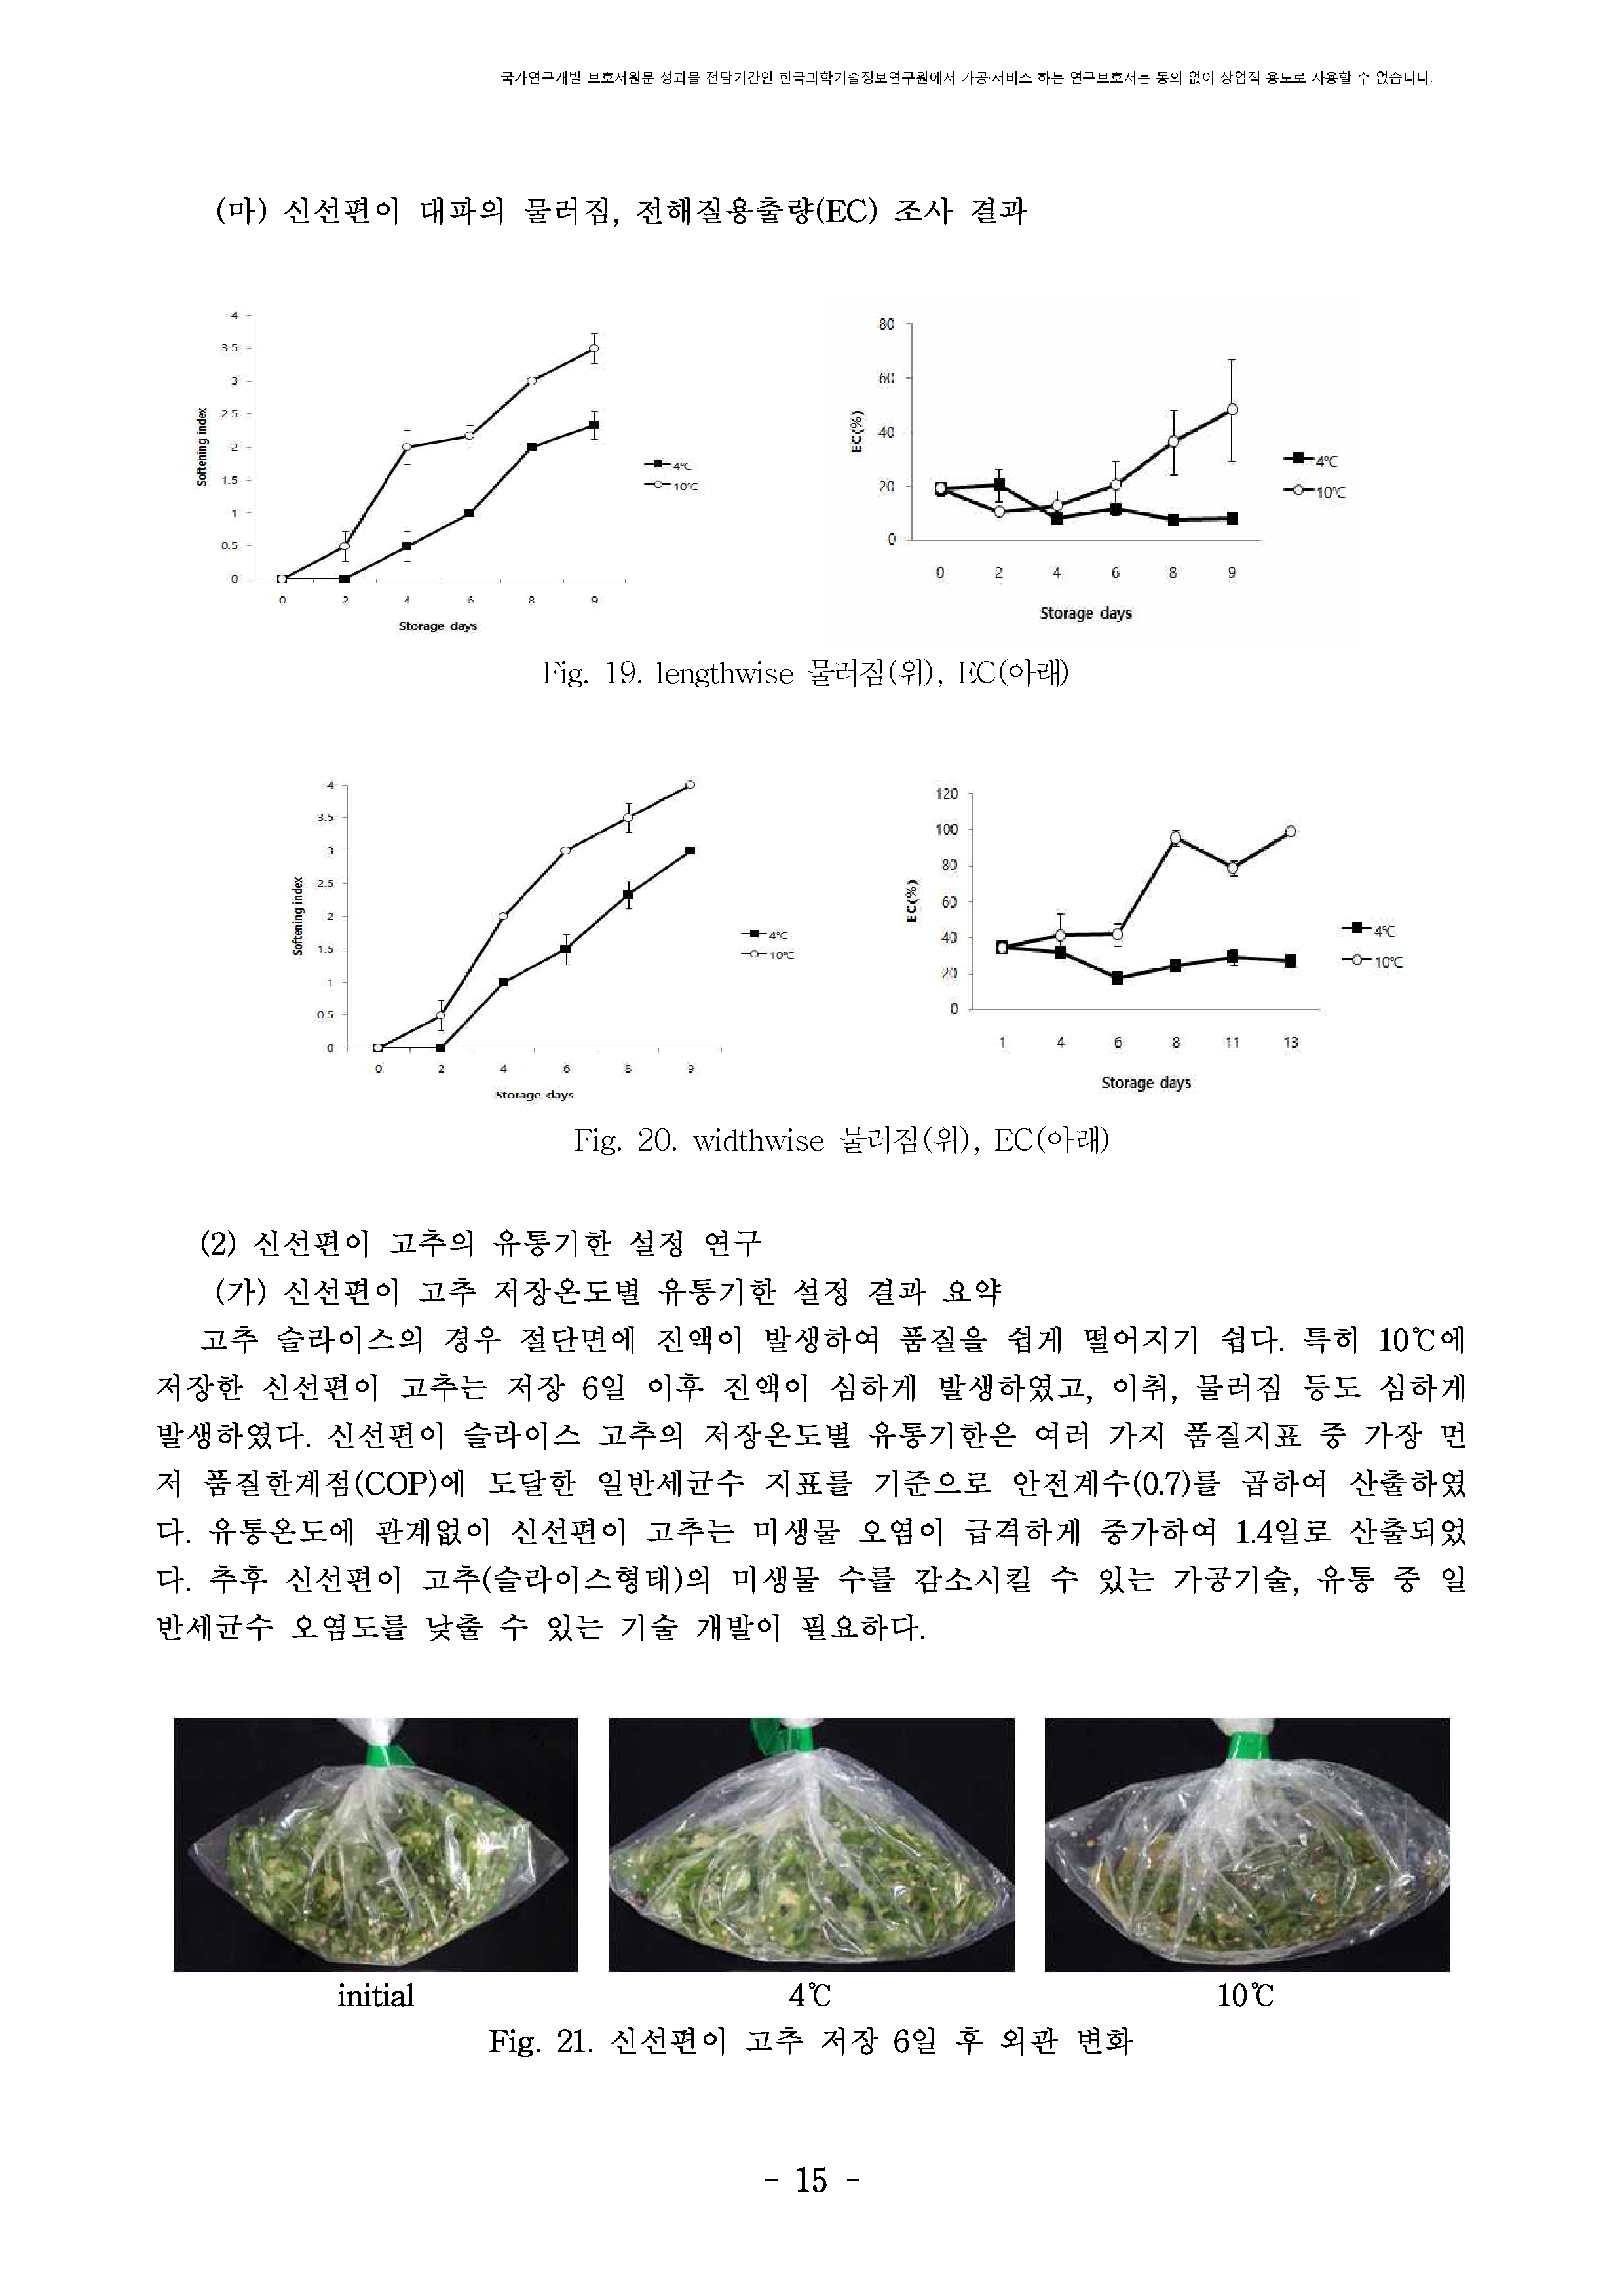 국가연구개발 보호서원문 성과물 전담기간인 한국과학기술정보연구원에서 가공·서비스 하는 연구보호서는 동의 없이 상업적 용도로 사용할 수 없습니다.
(마) 신선편이 대파의 물러짐, 전해질용출량(EC) 조사 결과
4
3.5
3
2.5
2
1.5
1
0.5
0
Softening index
0 2 4 6 8 9
Storage days
4℃
10℃
80
60
40
20
0
EC(%)
0 2 4 6 8 9
Storage days
4℃
10℃
Fig. 19. lengthwise 물러짐(위), EC(아래)
4
3.5
3
2.5
2
1.5
1
0.5
0
Softening index
0 2 4 6 8 9
Storage days
4℃
10℃
120
100
80
60
40
20
0
EC(%)
1 4 6 8 11 13
Storage days
4℃
10℃
Fig. 20. widthwise 물러짐(위), EC(아래)
(2) 신선편이 고추의 유통기한 설정 연구
(가) 신선편이 고추 저장온도별 유통기한 설정 결과 요약
고추 슬라이스의 경우 절단면에 진액이 발생하여 품질을 쉽게 떨어지기 쉽다. 특히 10℃에
저장한 신선편이 고추는 저장 6일 이후 진액이 심하게 발생하였고, 이취, 물러짐 등도 심하게
발생하였다. 신선편이 슬라이스 고추의 저장온도별 유통기한은 여러 가지 품질지표 중 가장 먼
저 품질한계점(COP)에 도달한 일반세균수 지표를 기준으로 안전계수(0.7)를 곱하여 산출하였
다. 유통온도에 관계없이 신선편이 고추는 미생물 오염이 급격하게 증가하여 1.4일로 산출되었
다. 추후 신선편이 고추(슬라이스형태)의 미생물 수를 감소시킬 수 있는 가공기술, 유통 중 일
반세균수 오염도를 낮출 수 있는 기술 개발이 필요하다.
initial 4℃ 10℃
Fig. 21. 신선편이 고추 저장 6일 후 외관 변화
- 15 -